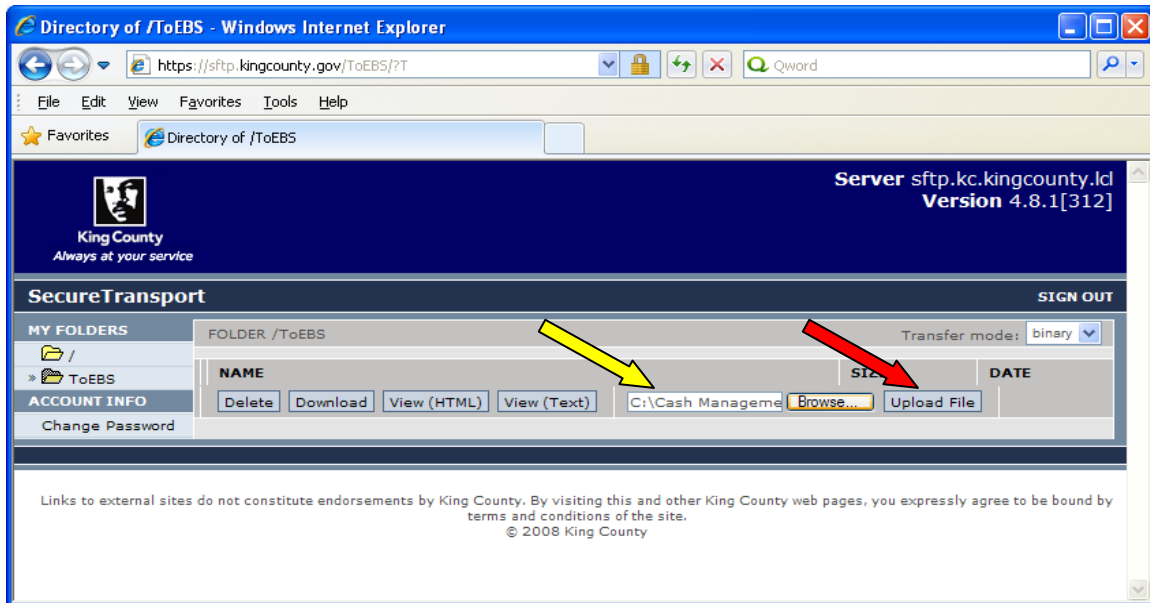 Directory of /ToEBS - Windows Internet Explorer
https://sftp.kingcounty.gov/ToEBS/?T
Qword
File Edit View Favorites Tools Help
Favorites Directory of /ToEBS
Server sftp.kc.kingcounty.lcl
Version 4.8.1[312]
King County
Always at your service
SecureTransport SIGN OUT
MY FOLDERS FOLDER /ToEBS Transfer mode: binary
/
» ToEBS NAME DATE
ACCOUNT INFO Delete Download View (HTML) View (Text) C:\Cash Manageme Browse... Upload File
Change Password
Links to external sites do not constitute endorsements by King County. By visiting this and other King County web pages, you expressly agree to be bound by
terms and conditions of the site.
© 2008 King County